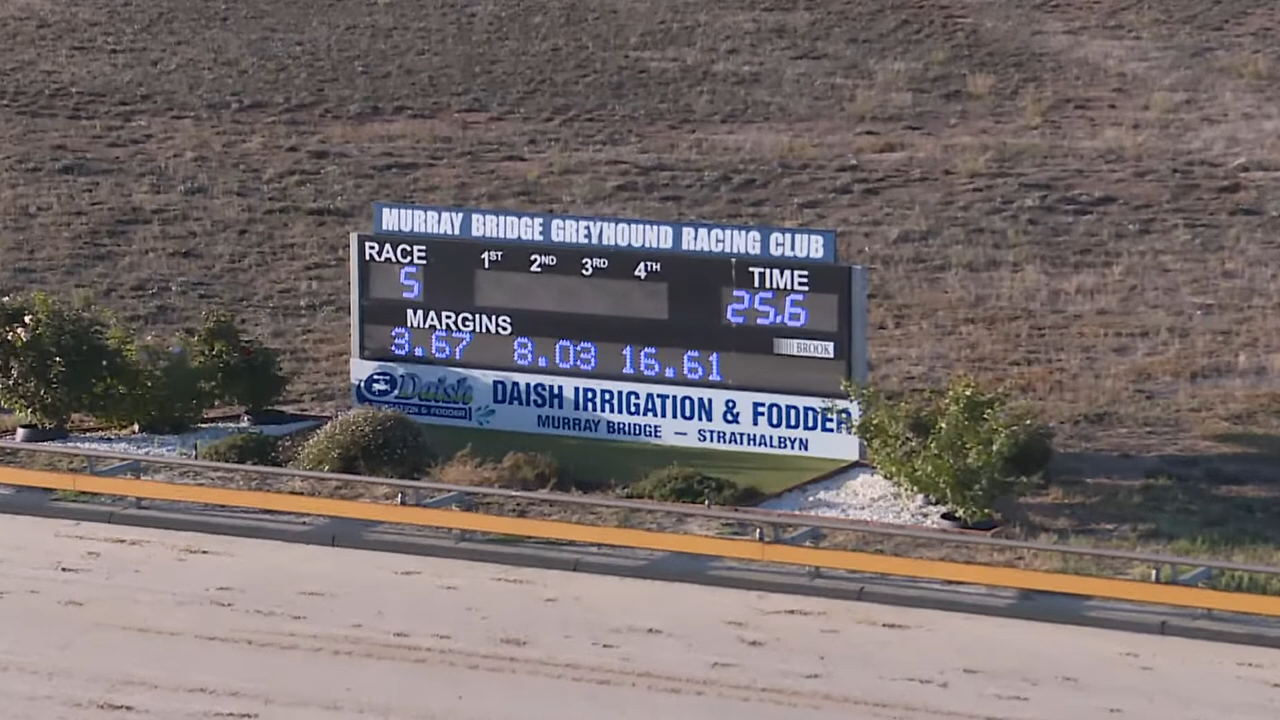 MURRAY BRIDGE GREYHOUND RACING CLUB
RACE 1ST 2ND 3RD 4TH TIME
5 25.6
MARGINS
3.67 8.03 16.61
BROOK
Daish
& FODDER
DAISH IRRIGATION & FODDER
MURRAY BRIDGE — STRATHALBYN